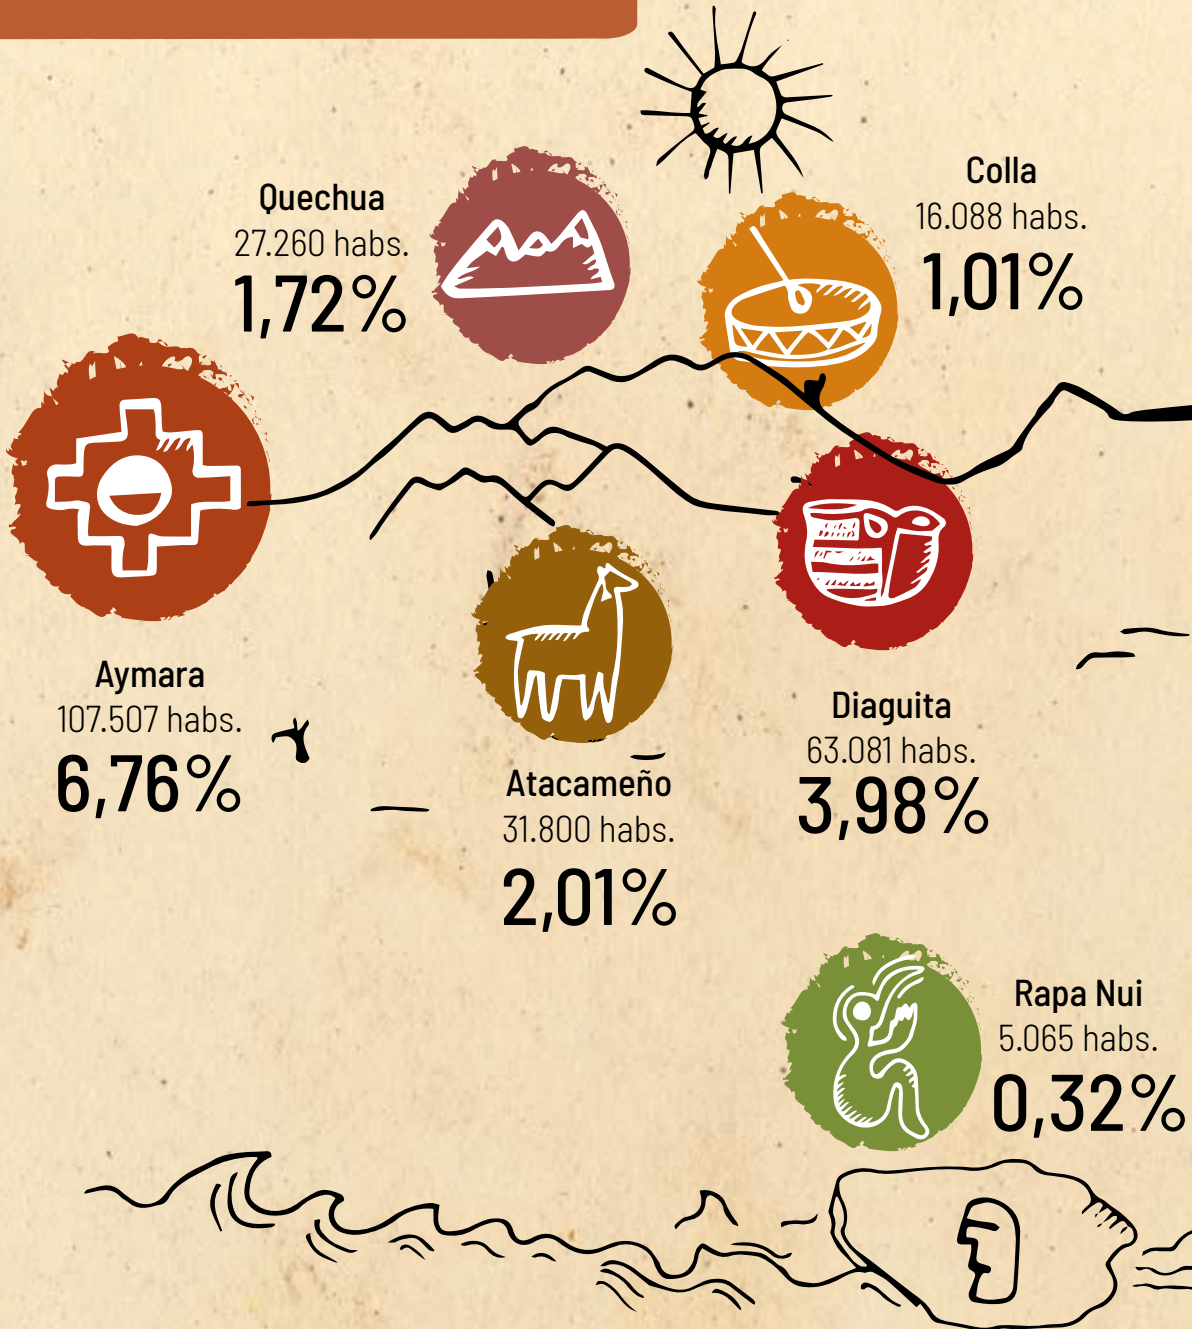 Quechua
27.260 habs.
1,72%
Colla
16.088 habs.
1,01%
Aymara
107.507 habs.
6,76%
Atacameño
31.800 habs.
2,01%
Diaguita
63.081 habs.
3,98%
Rapa Nui
5.065 habs.
0,32%